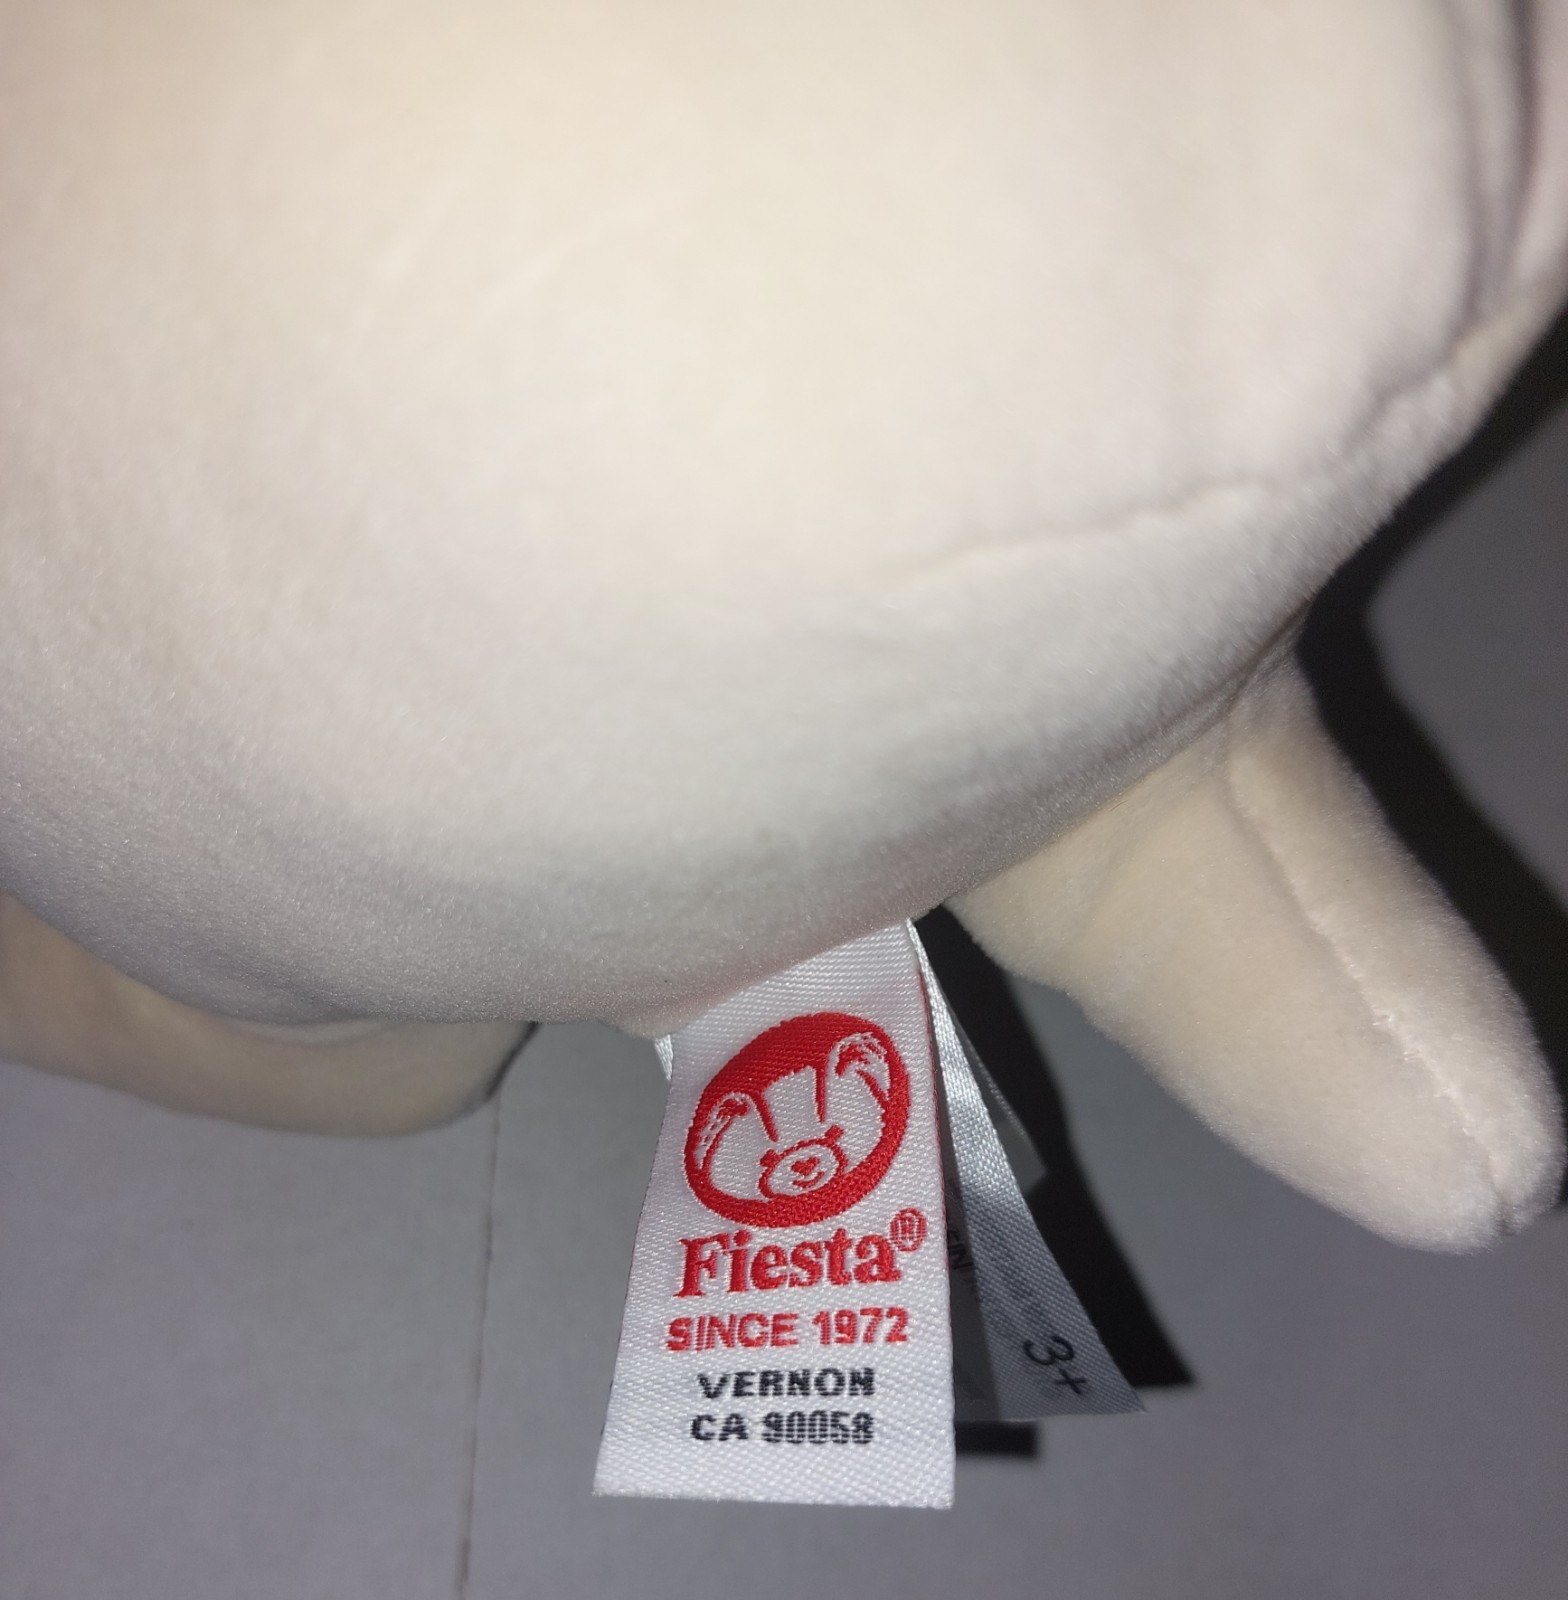 Fiesta®
SINCE 1972
VERNON
CA 90058
3+